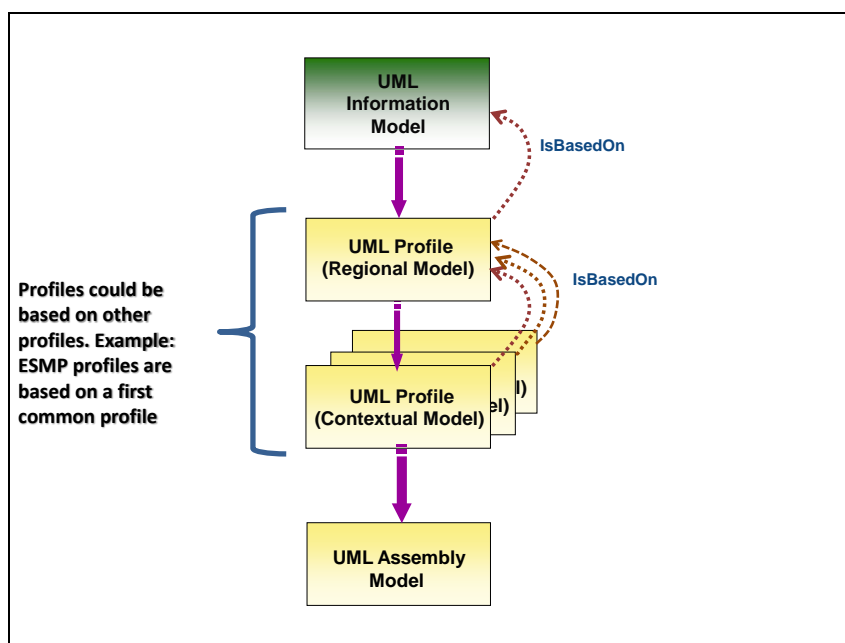 UML
Information
Model
IsBasedOn
UML Profile
(Regional Model)
IsBasedOn
Profiles could be
based on other
profiles. Example:
ESMP profiles are
based on a first
common profile
l)
el)
UML Profile
(Contextual Model)
UML Assembly
Model